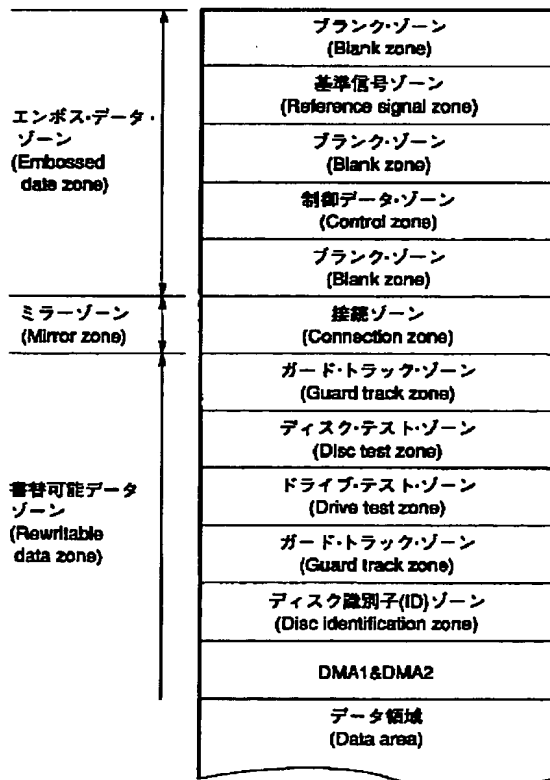 エンボス・データ・
ゾーン
(Embossed
date zone)
ミラーゾーン
(Mirror zone)
書替可能データ
ゾーン
(Rewritable
data zone)
ブランク・ゾーン
(Blank zone)
基準信号ゾーン
(Reference signal zone)
ブランク・ゾーン
(Blank zone)
制御データ・ゾーン
(Control zone)
ブランク・ゾーン
(Blank zone)
接続ゾーン
(Connection zone)
ガード・トラック・ゾーン
(Guard track zone)
ディスク・テスト・ゾーン
(Disc test zone)
ドライブ・テスト・ゾーン
(Drive test zone)
ガード・トラック・ゾーン
(Guard track zone)
ディスク識別子(ID)ゾーン
(Disc identification zone)
DMA1&DMA2
データ領域
(Data area)